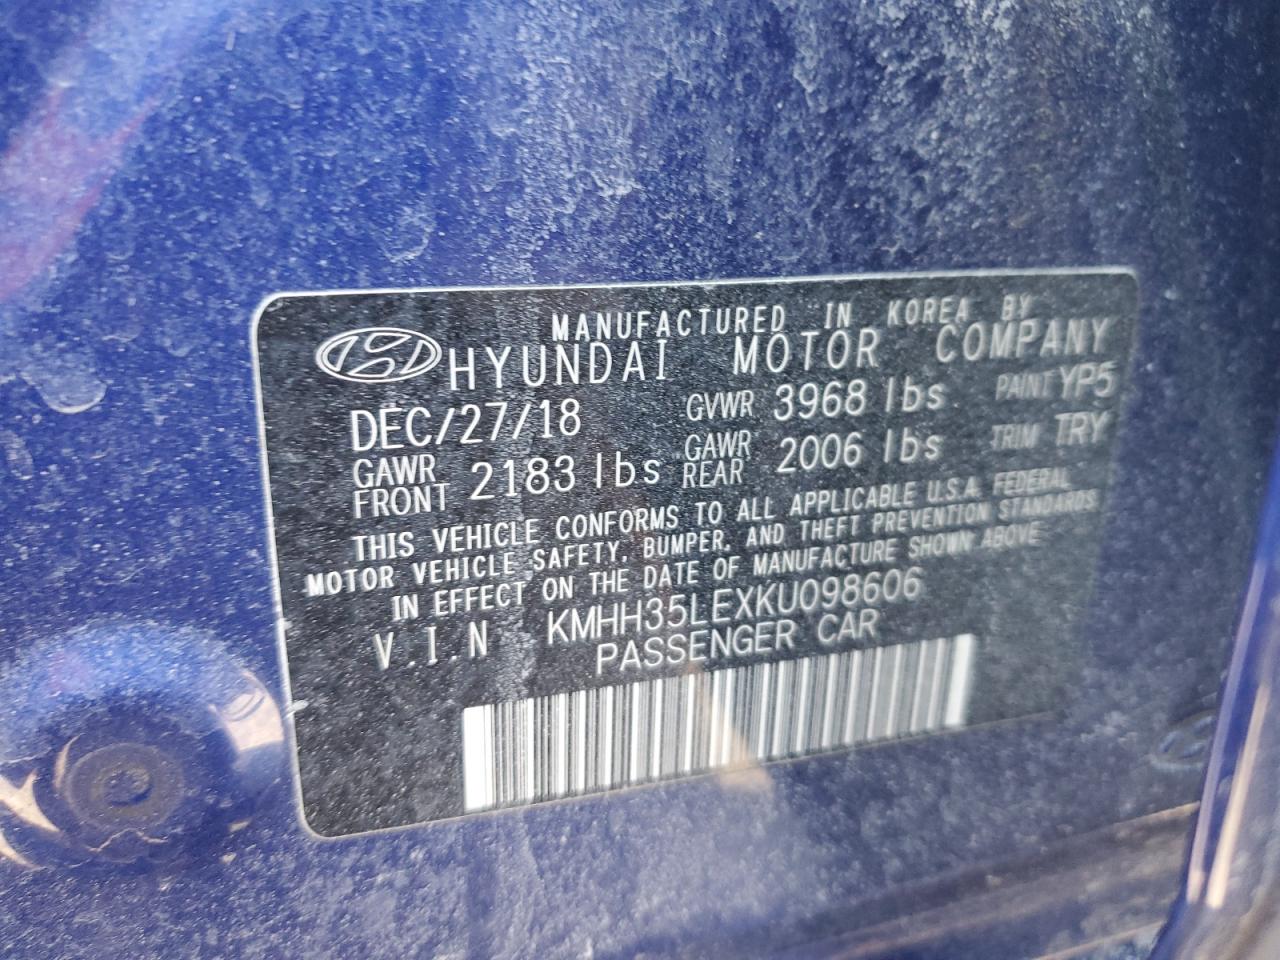 MANUFACTURED IN KOREA BY
HYUNDAI MOTOR COMPANY
DEC/27/18 GVWR 3968 lbs PAINT YP5
GAWR FRONT 2183 lbs GAWR REAR 2006 lbs TRIM TRY
THIS VEHICLE CONFORMS TO ALL APPLICABLE U.S.A. FEDERAL
MOTOR VEHICLE SAFETY, BUMPER, AND THEFT PREVENTION STANDARDS
IN EFFECT ON THE DATE OF MANUFACTURE SHOWN ABOVE
V.I.N KMHH35LEXKU098606
PASSENGER CAR